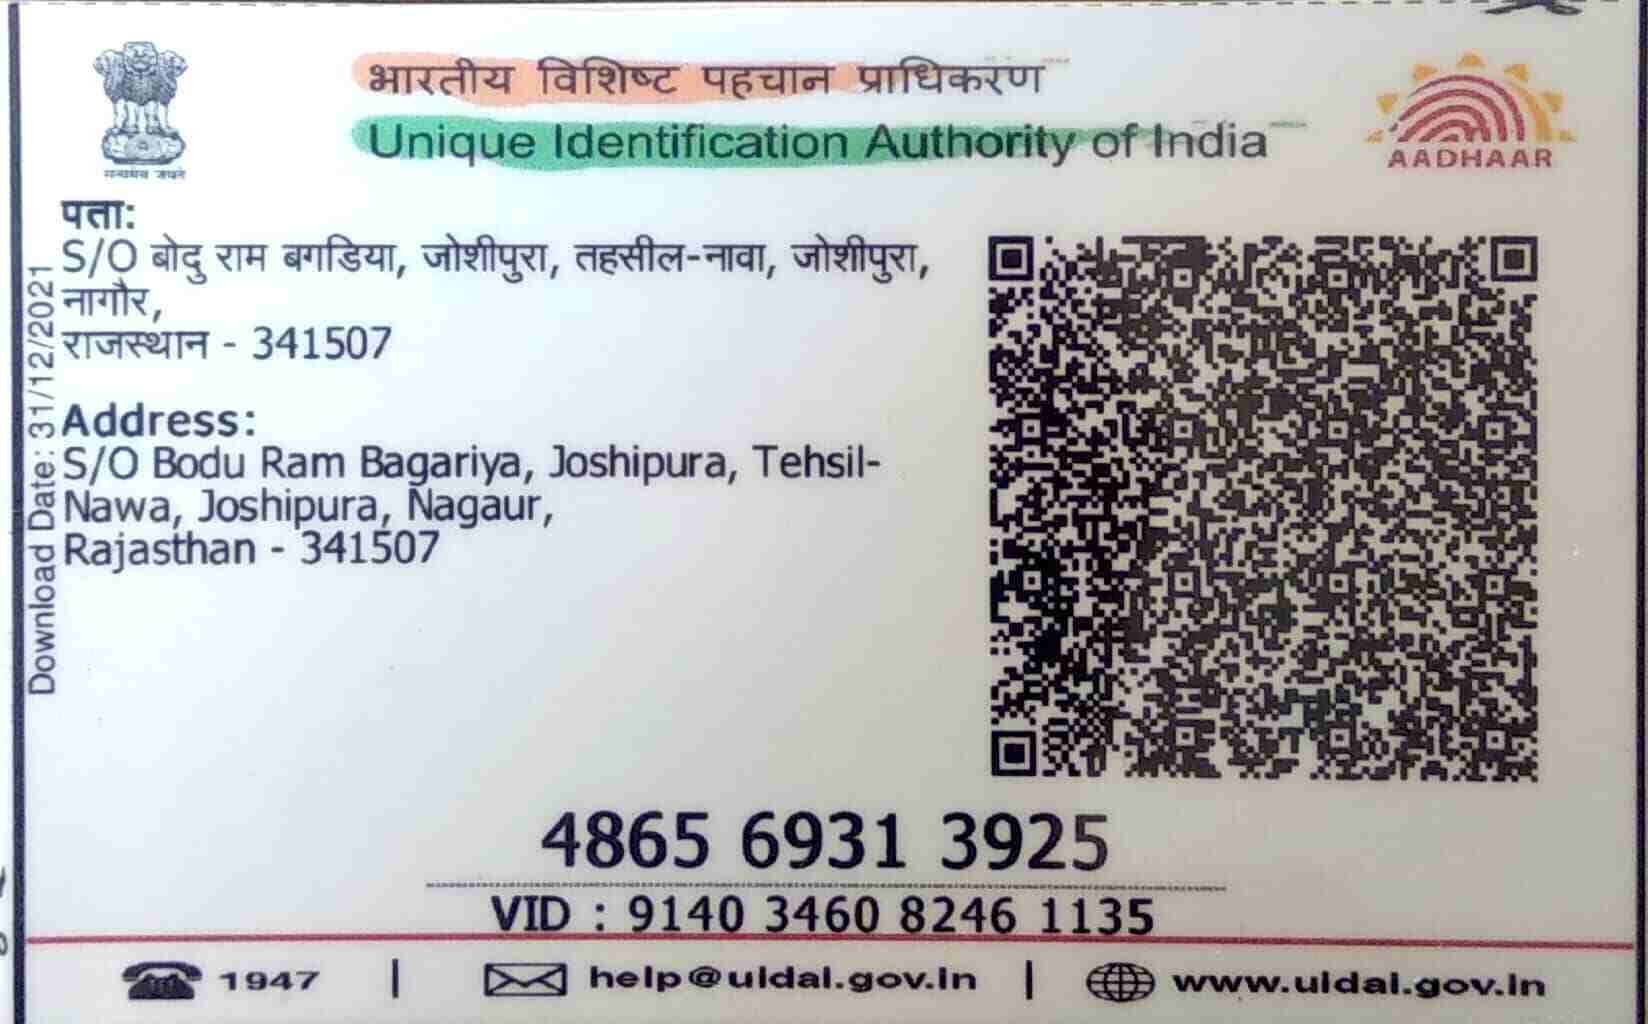 भारतीय विशिष्ट पहचान प्राधिकरण
Unique Identification Authority of India
AADHAAR
सत्यमेव जयते
पता:
S/O बोदु राम बगडिया, जोशीपुरा, तहसील-नावा, जोशीपुरा,
नागौर,
राजस्थान - 341507
Download Date: 31/12/2021
Address:
S/O Bodu Ram Bagariya, Joshipura, Tehsil-
Nawa, Joshipura, Nagaur,
Rajasthan - 341507
4865 6931 3925
VID : 9140 3460 8246 1135
1947 | help@uidai.gov.in | www.uidai.gov.in